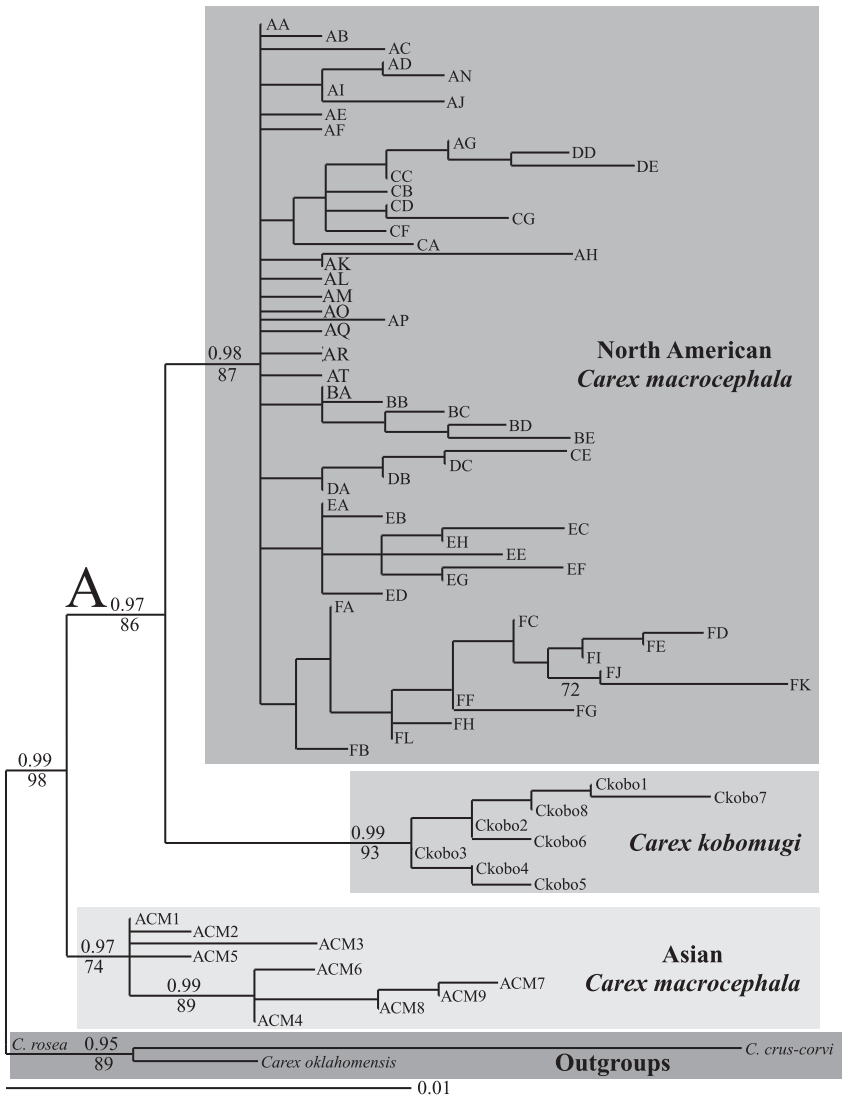 AA
AB
AC
AD
AN
AI
AJ
AE
AF
AG
DD
DE
CC
CB
CD
CG
CF
CA
AH
AK
AL
AM
AO
AP
AQ
0.98
87
AR
North American
Carex macrocephala
AT
BA
BB
BC
BD
BE
CE
DC
DB
DA
EA
EB
EC
EH
EE
EF
EG
ED
A
0.97
86
FA
FC
FD
FE
FI
FJ
72
FK
FF
FG
FH
FL
FB
0.99
98
Ckobo1
Ckobo7
Ckobo8
Ckobo2
0.99
93
Ckobo6
Ckobo3
Carex kobomugi
Ckobo4
Ckobo5
ACM1
ACM2
0.97
74
ACM3
ACM5
Asian
Carex macrocephala
ACM6
0.99
89
ACM7
ACM9
ACM8
ACM4
C. rosea
0.95
89
C. crus-corvi
Carex oklahomensis
Outgroups
0.01